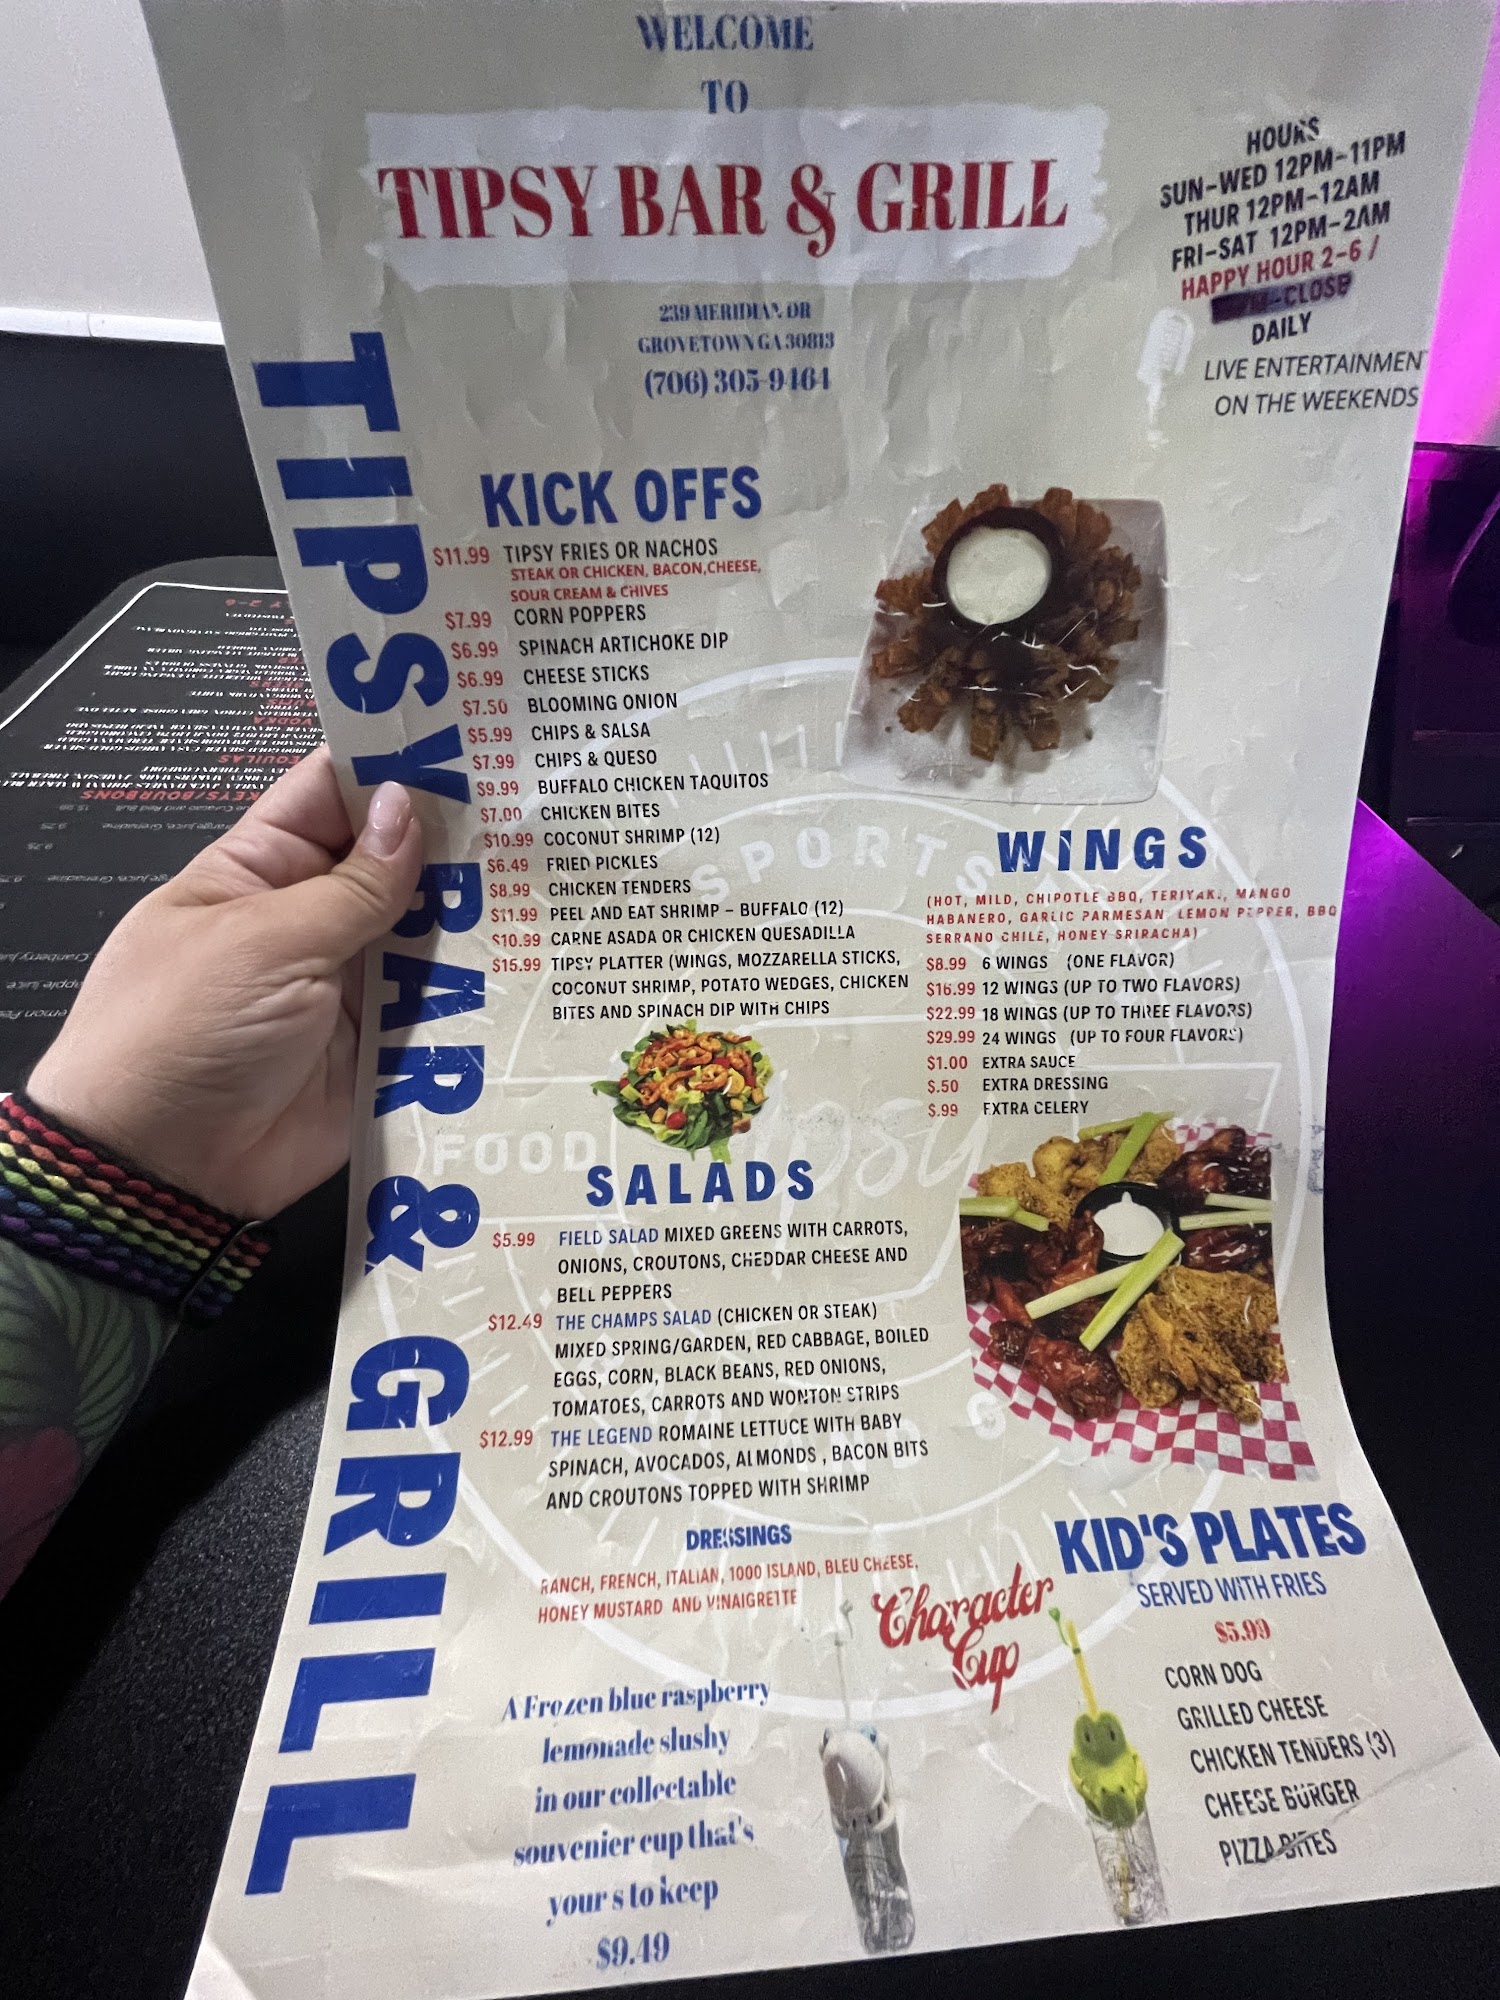 WELCOME
TO
TIPSY BAR & GRILL
239 MERIDIAN DR
GROVETOWN GA 30813
(706) 305-9464
HOURS
SUN-WED 12PM-11PM
THUR 12PM-12AM
FRI-SAT 12PM-2AM
HAPPY HOUR 2-6 /
-CLOSE
DAILY
LIVE ENTERTAINMEN
ON THE WEEKENDS
TIPSY BAR & GRILL
KICK OFFS
$11.99 TIPSY FRIES OR NACHOS
STEAK OR CHICKEN, BACON,CHEESE,
SOUR CREAM & CHIVES
$7.99 CORN POPPERS
$6.99 SPINACH ARTICHOKE DIP
$6.99 CHEESE STICKS
$7.50 BLOOMING ONION
$5.99 CHIPS & SALSA
$7.99 CHIPS & QUESO
$9.99 BUFFALO CHICKEN TAQUITOS
$7.00 CHICKEN BITES
$10.99 COCONUT SHRIMP (12)
$6.49 FRIED PICKLES
$8.99 CHICKEN TENDERS
$11.99 PEEL AND EAT SHRIMP - BUFFALO (12)
$10.99 CARNE ASADA OR CHICKEN QUESADILLA
$15.99 TIPSY PLATTER (WINGS, MOZZARELLA STICKS,
COCONUT SHRIMP, POTATO WEDGES, CHICKEN
BITES AND SPINACH DIP WITH CHIPS
WINGS
(HOT, MILD, CHIPOTLE BBQ, TERIYAKI, MANGO
HABANERO, GARLIC PARMESAN, LEMON PEPPER, BBQ
SERRANO CHILE, HONEY SRIRACHA)
$8.99 6 WINGS (ONE FLAVOR)
$16.99 12 WINGS (UP TO TWO FLAVORS)
$22.99 18 WINGS (UP TO THREE FLAVORS)
$29.99 24 WINGS (UP TO FOUR FLAVORS)
$1.00 EXTRA SAUCE
$.50 EXTRA DRESSING
$.99 EXTRA CELERY
SPORTS
FOOD
Tipsy
SALADS
$5.99 FIELD SALAD MIXED GREENS WITH CARROTS,
ONIONS, CROUTONS, CHEDDAR CHEESE AND
BELL PEPPERS
$12.49 THE CHAMPS SALAD (CHICKEN OR STEAK)
MIXED SPRING/GARDEN, RED CABBAGE, BOILED
EGGS, CORN, BLACK BEANS, RED ONIONS,
TOMATOES, CARROTS AND WONTON STRIPS
$12.99 THE LEGEND ROMAINE LETTUCE WITH BABY
SPINACH, AVOCADOS, ALMONDS , BACON BITS
AND CROUTONS TOPPED WITH SHRIMP
DRESSINGS
RANCH, FRENCH, ITALIAN, 1000 ISLAND, BLEU CHEESE,
HONEY MUSTARD AND VINAIGRETTE
Character
Cup
A Frozen blue raspberry
lemonade slushy
in our collectable
souvenier cup that's
your s to keep
$9.49
KID'S PLATES
SERVED WITH FRIES
$5.99
CORN DOG
GRILLED CHEESE
CHICKEN TENDERS (3)
CHEESE BURGER
PIZZA BITES